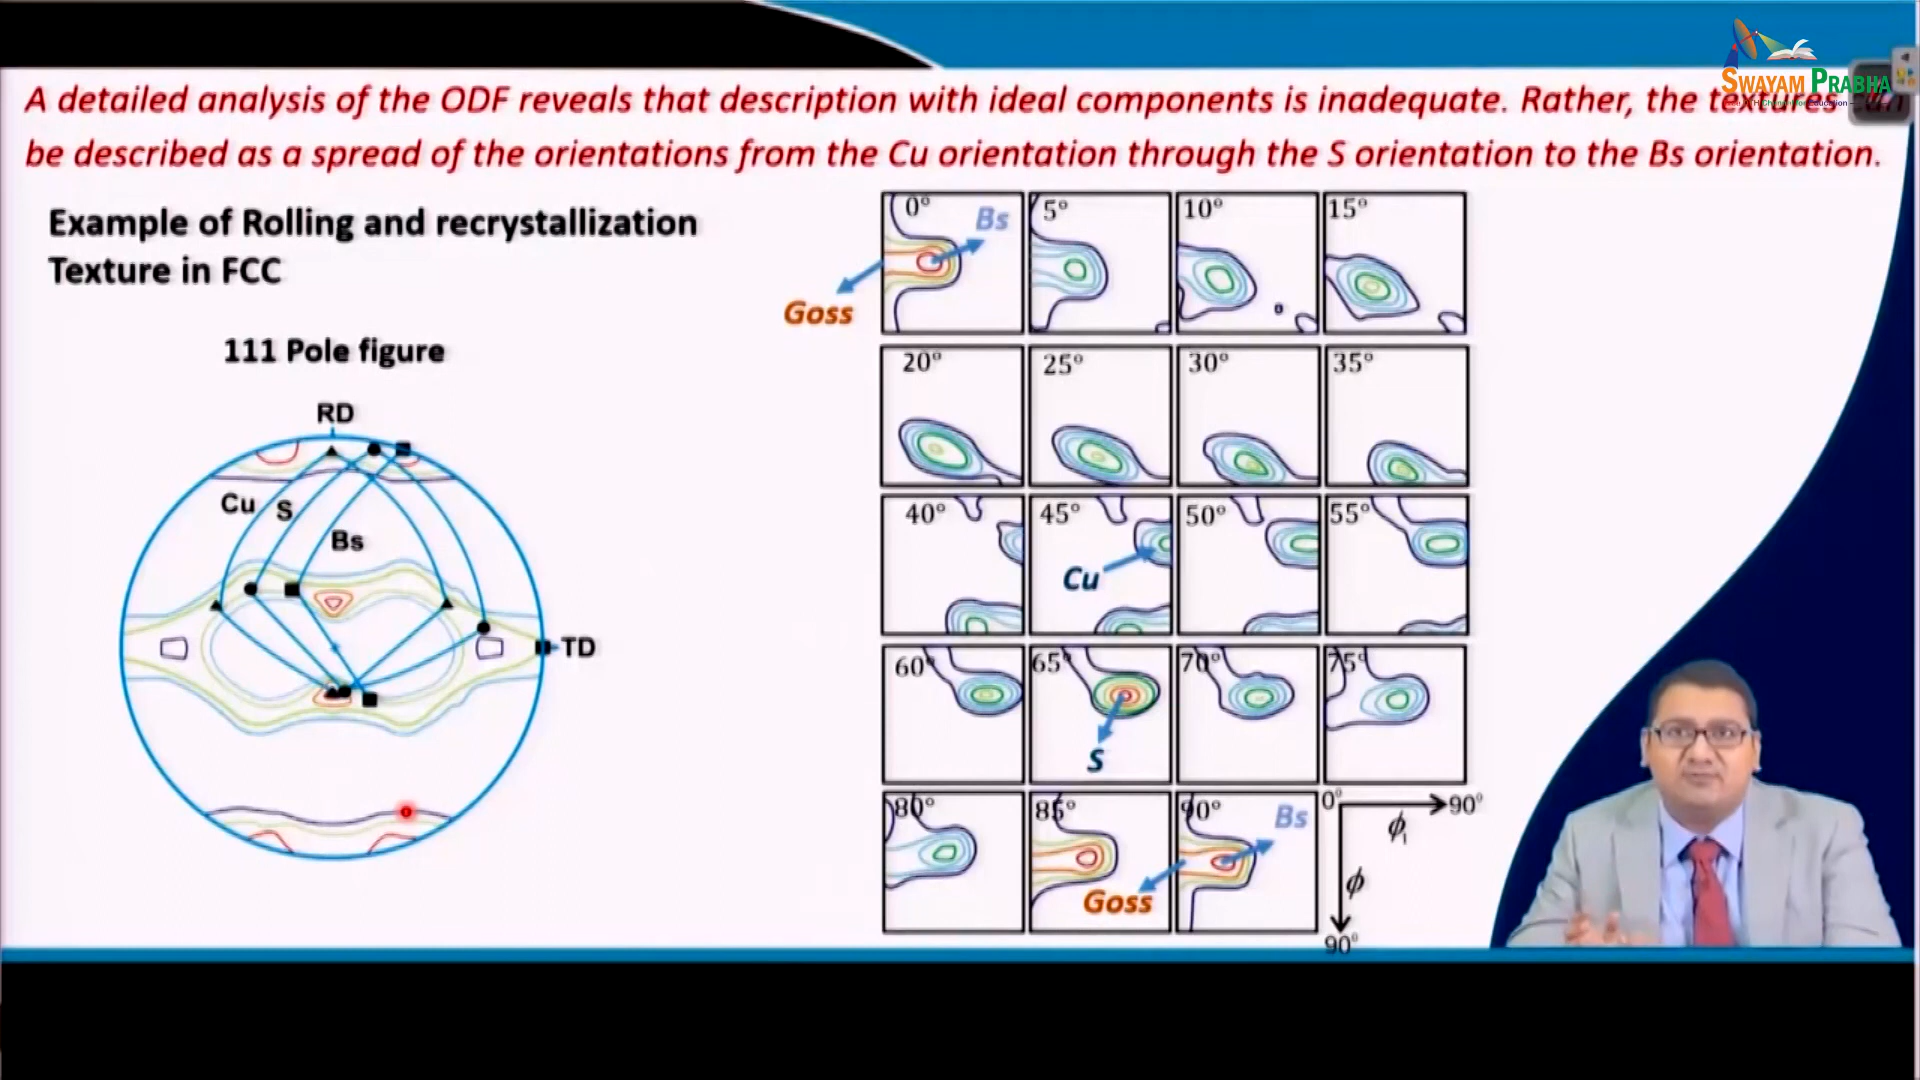 SWAYAM PRABHA
A detailed analysis of the ODF reveals that description with ideal components is inadequate. Rather, the textures
be described as a spread of the orientations from the Cu orientation through the S orientation to the Bs orientation.
Example of Rolling and recrystallization
Texture in FCC
111 Pole figure
RD
Cu S
Bs
TD
0° Bs 5° 10° 15°
Goss
20° 25° 30° 35°
40° 45° 50° 55°
Cu
60° 65° 70° 75°
S
80° 85° 90° Bs
Goss
0° 90°
ϕ₁
ϕ
90°